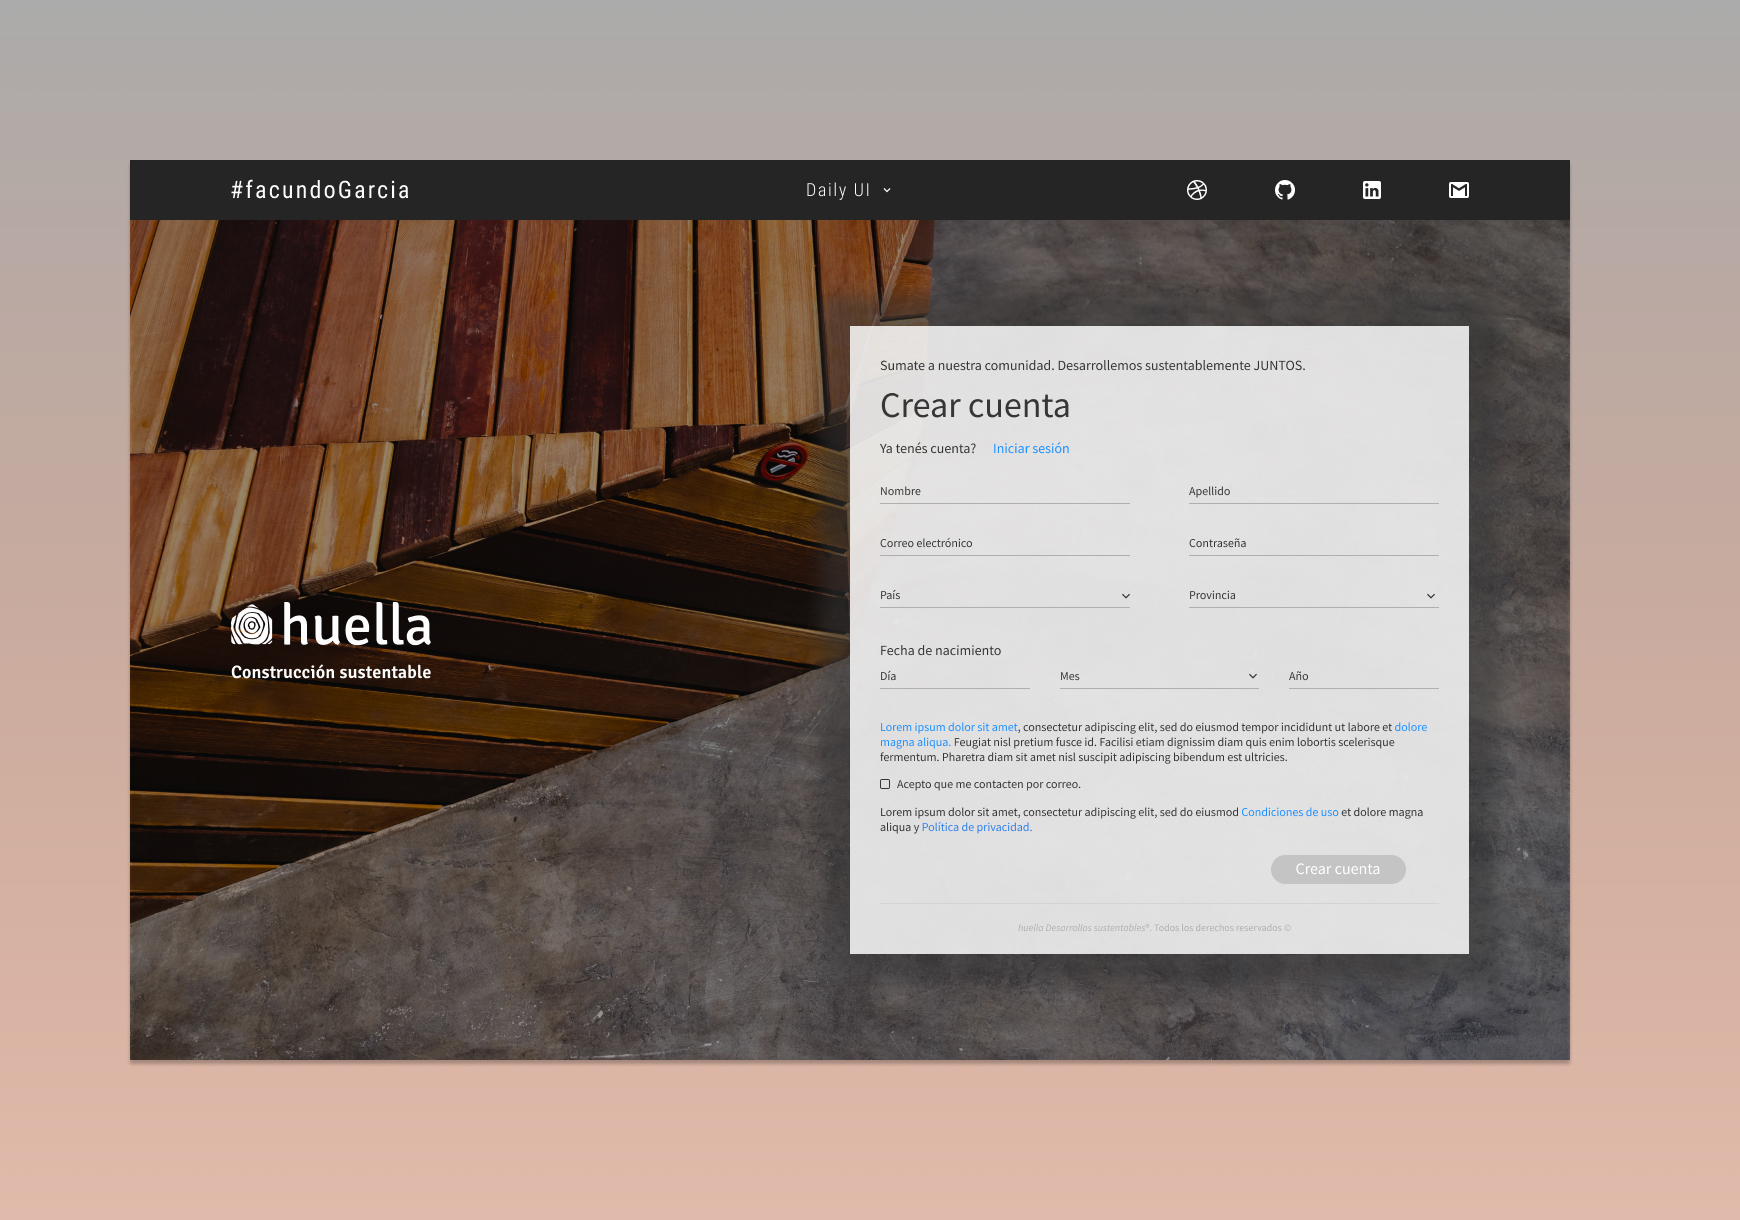 #facundoGarcia
Daily UI
huella
Construcción sustentable
Sumate a nuestra comunidad. Desarrollemos sustentablemente JUNTOS.
Crear cuenta
Ya tenés cuenta? Iniciar sesión
Nombre Apellido
Correo electrónico Contraseña
País Provincia
Fecha de nacimiento
Día Mes Año
Lorem ipsum dolor sit amet, consectetur adipiscing elit, sed do eiusmod tempor incididunt ut labore et dolore
magna aliqua. Feugiat nisl pretium fusce id. Facilisi etiam dignissim diam quis enim lobortis scelerisque
fermentum. Pharetra diam sit amet nisl suscipit adipiscing bibendum est ultricies.
Acepto que me contacten por correo.
Lorem ipsum dolor sit amet, consectetur adipiscing elit, sed do eiusmod Condiciones de uso et dolore magna
aliqua y Política de privacidad.
Crear cuenta
huella Desarrollos sustentables®. Todos los derechos reservados ©